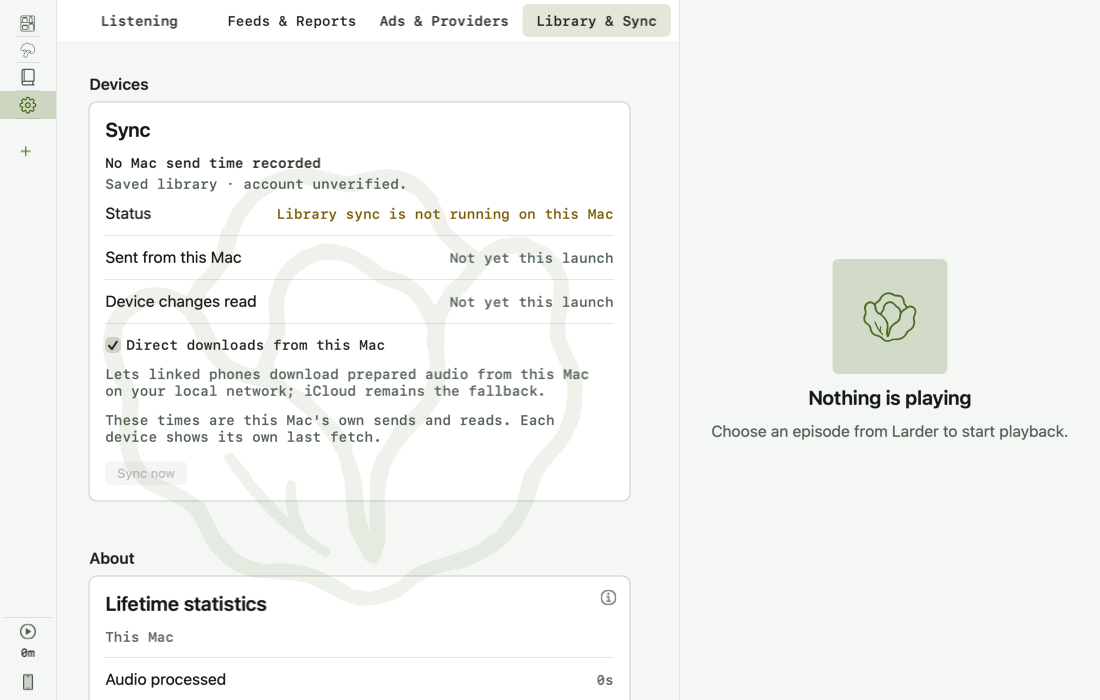 Listening
Feeds & Reports
Ads & Providers
Library & Sync
Devices
Sync
No Mac send time recorded
Saved library · account unverified.
Status
Library sync is not running on this Mac
Sent from this Mac
Not yet this launch
Device changes read
Not yet this launch
Direct downloads from this Mac
Lets linked phones download prepared audio from this Mac
on your local network; iCloud remains the fallback.
These times are this Mac's own sends and reads. Each
device shows its own last fetch.
Sync now
About
Lifetime statistics
This Mac
Audio processed
0s
0m
Nothing is playing
Choose an episode from Larder to start playback.